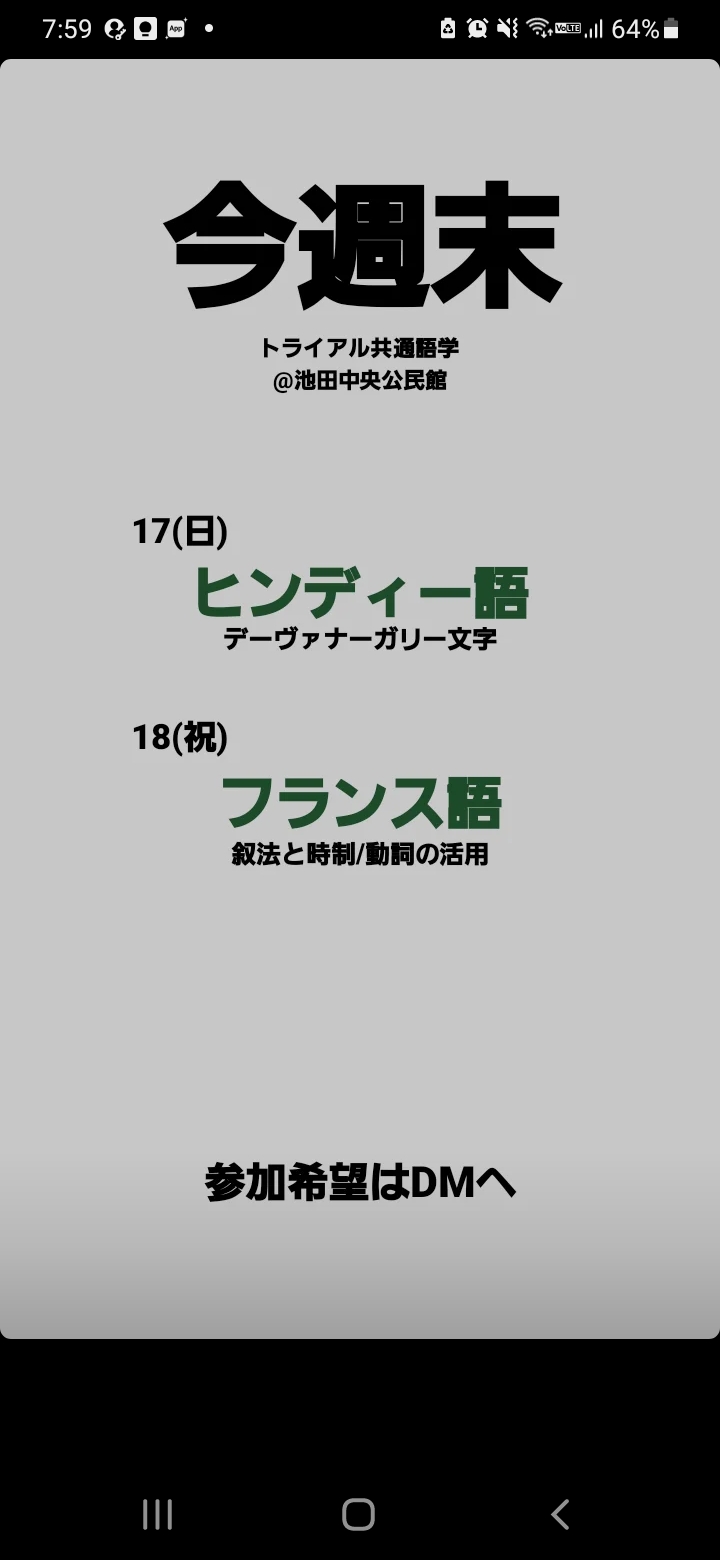 7:59
App
VoLTE
64%
今週末
トライアル共通語学
@池田中央公民館
17(日)
ヒンディー語
デーヴァナーガリー文字
18(祝)
フランス語
叙法と時制/動詞の活用
参加希望はDMへ